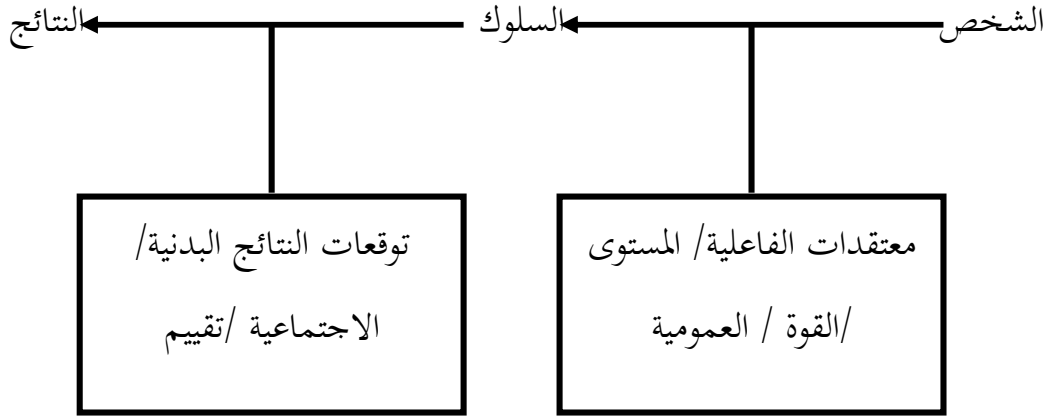 الشخص
السلوك
النتائج
معتقدات الفاعلية/ المستوى
/القوة / العمومية
توقعات النتائج البدنية/
الاجتماعية /تقييم